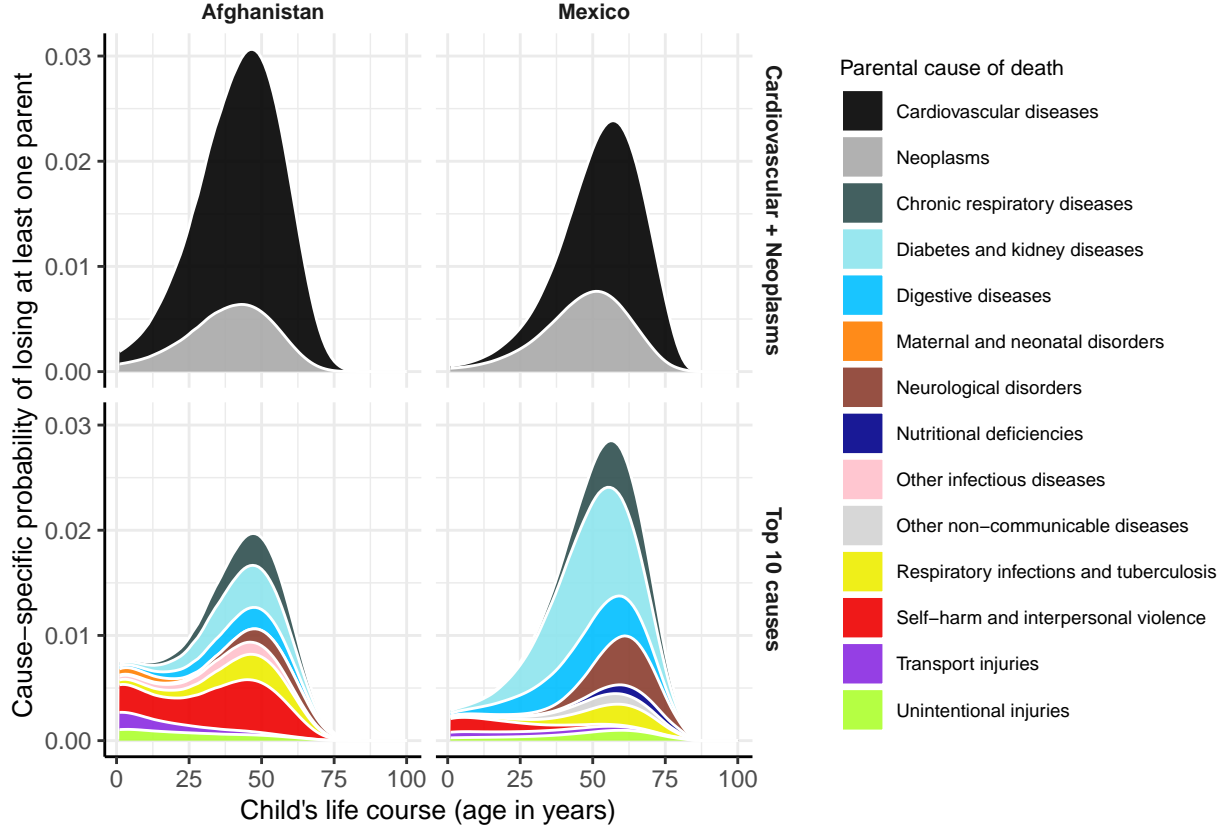 Afghanistan
Mexico
Cause−specific probability of losing at least one parent
0.03
0.02
0.01
0.00
Cardiovascular + Neoplasms
0.03
0.02
0.01
0.00
Top 10 causes
0 25 50 75 100
0 25 50 75 100
Child's life course (age in years)
Parental cause of death
Cardiovascular diseases
Neoplasms
Chronic respiratory diseases
Diabetes and kidney diseases
Digestive diseases
Maternal and neonatal disorders
Neurological disorders
Nutritional deficiencies
Other infectious diseases
Other non−communicable diseases
Respiratory infections and tuberculosis
Self−harm and interpersonal violence
Transport injuries
Unintentional injuries